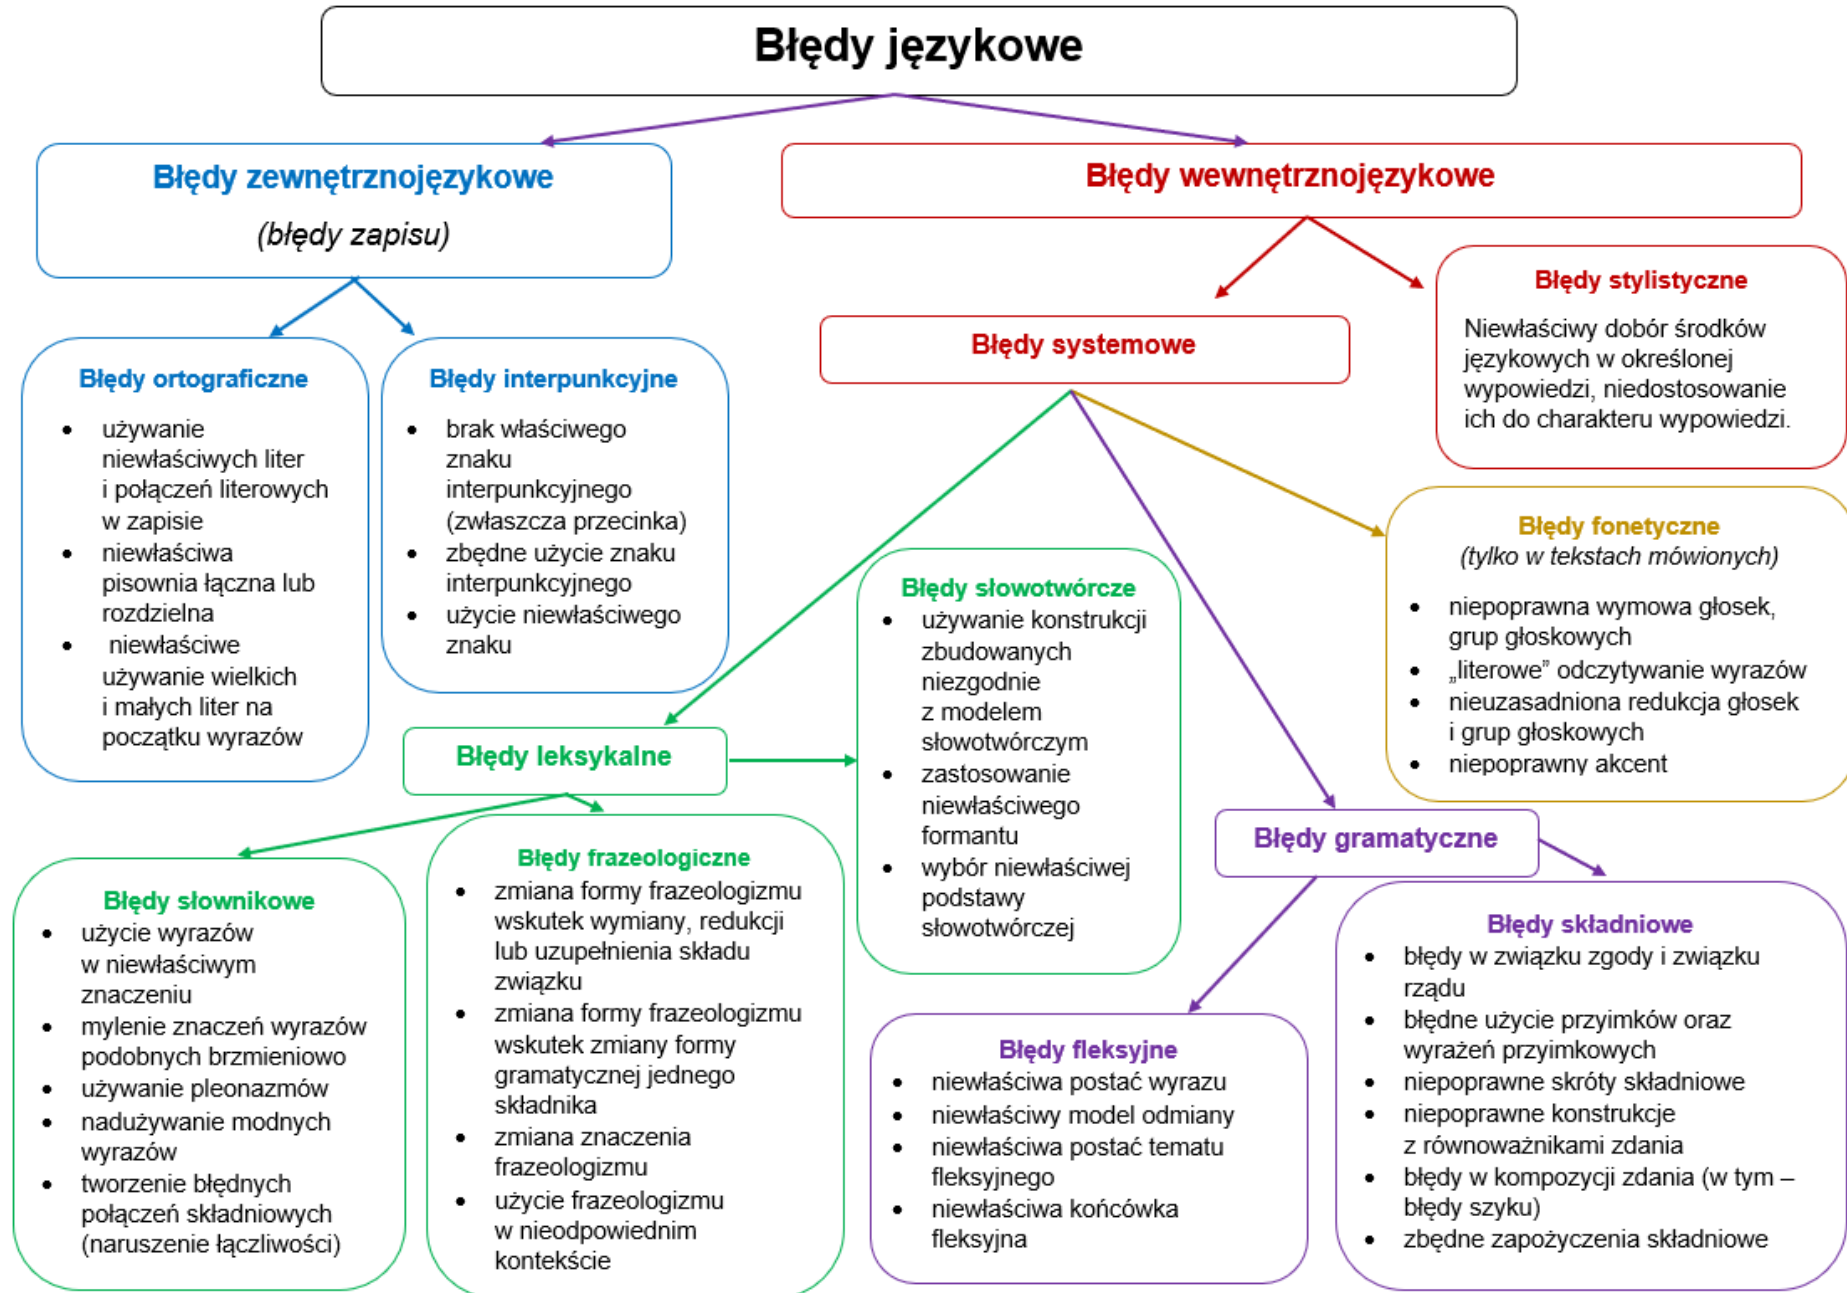 Błędy językowe
Błędy zewnętrznojęzykowe
(błędy zapisu)
Błędy wewnętrznojęzykowe
Błędy stylistyczne
Niewłaściwy dobór środków
językowych w określonej
wypowiedzi, niedostosowanie
ich do charakteru wypowiedzi.
Błędy systemowe
Błędy ortograficzne
• używanie
niewłaściwych liter
i połączeń literowych
w zapisie
• niewłaściwa
pisownia łączna lub
rozdzielna
• niewłaściwe
używanie wielkich
i małych liter na
początku wyrazów
Błędy interpunkcyjne
• brak właściwego
znaku
interpunkcyjnego
(zwłaszcza przecinka)
• zbędne użycie znaku
interpunkcyjnego
• użycie niewłaściwego
znaku
Błędy fonetyczne
(tylko w tekstach mówionych)
• niepoprawna wymowa głosek,
grup głoskowych
• „literowe” odczytywanie wyrazów
• nieuzasadniona redukcja głosek
i grup głoskowych
• niepoprawny akcent
Błędy słowotwórcze
• używanie konstrukcji
zbudowanych
niezgodnie
z modelem
słowotwórczym
• zastosowanie
niewłaściwego
formantu
• wybór niewłaściwej
podstawy
słowotwórczej
Błędy leksykalne
Błędy gramatyczne
Błędy słownikowe
• użycie wyrazów
w niewłaściwym
znaczeniu
• mylenie znaczeń wyrazów
podobnych brzmieniowo
• używanie pleonazmów
• nadużywanie modnych
wyrazów
• tworzenie błędnych
połączeń składniowych
(naruszenie łączliwości)
Błędy frazeologiczne
• zmiana formy frazeologizmu
wskutek wymiany, redukcji
lub uzupełnienia składu
związku
• zmiana formy frazeologizmu
wskutek zmiany formy
gramatycznej jednego
składnika
• zmiana znaczenia
frazeologizmu
• użycie frazeologizmu
w nieodpowiednim
kontekście
Błędy fleksyjne
• niewłaściwa postać wyrazu
• niewłaściwy model odmiany
• niewłaściwa postać tematu
fleksyjnego
• niewłaściwa końcówka
fleksyjna
Błędy składniowe
• błędy w związku zgody i związku
rządu
• błędne użycie przyimków oraz
wyrażeń przyimkowych
• niepoprawne skróty składniowe
• niepoprawne konstrukcje
z równoważnikami zdania
• błędy w kompozycji zdania (w tym –
błędy szyku)
• zbędne zapożyczenia składniowe